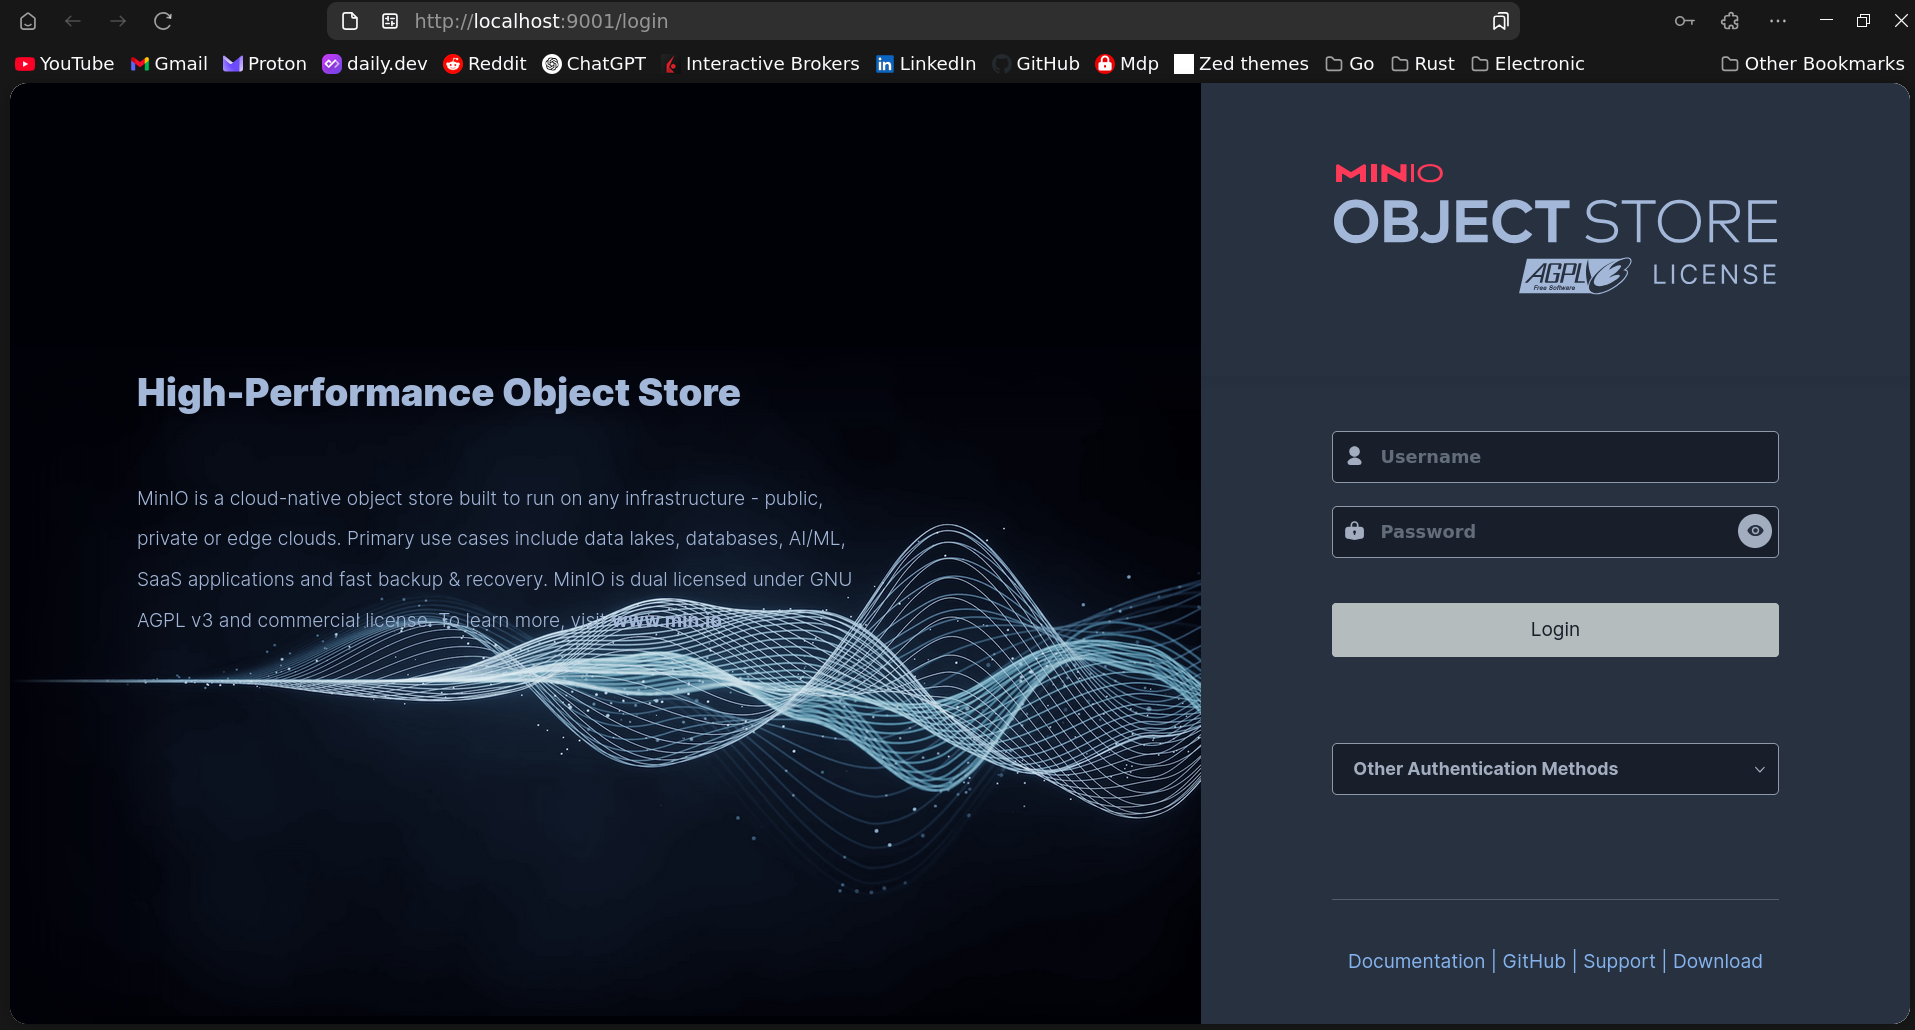 http://localhost:9001/login
YouTube Gmail Proton daily.dev Reddit ChatGPT Interactive Brokers LinkedIn GitHub Mdp Zed themes Go Rust Electronic Other Bookmarks
MINIO
OBJECT STORE
AGPLv3 Free Software LICENSE
High-Performance Object Store
MinIO is a cloud-native object store built to run on any infrastructure - public,
private or edge clouds. Primary use cases include data lakes, databases, AI/ML,
SaaS applications and fast backup & recovery. MinIO is dual licensed under GNU
AGPL v3 and commercial license. To learn more, visit www.min.io.
Username
Password
Login
Other Authentication Methods
Documentation | GitHub | Support | Download